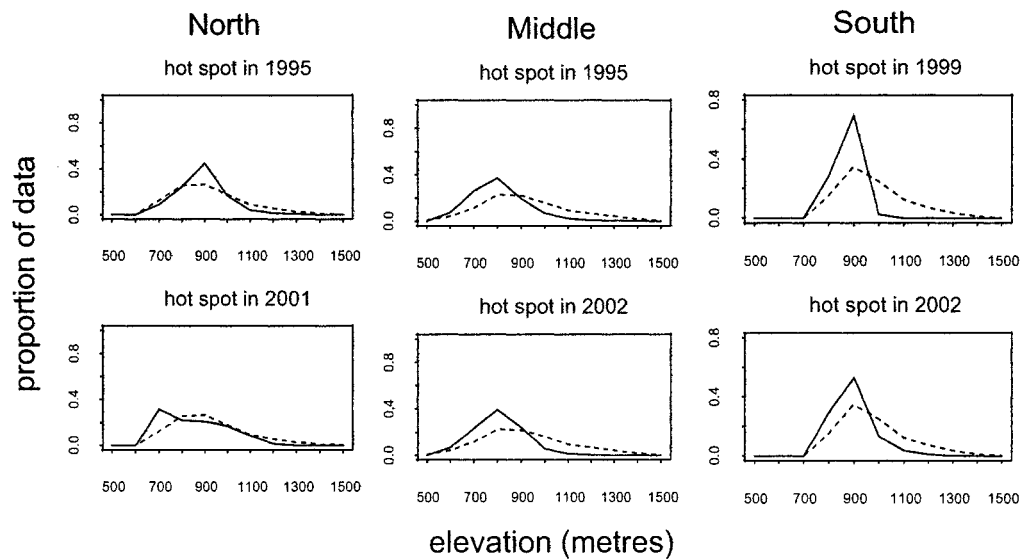 North
Middle
South
hot spot in 1995
hot spot in 1995
hot spot in 1999
proportion of data
0.8
0.4
0.0
500 700 900 1100 1300 1500
0.8
0.4
0.0
500 700 900 1100 1300 1500
0.8
0.4
0.0
500 700 900 1100 1300 1500
hot spot in 2001
hot spot in 2002
hot spot in 2002
0.8
0.4
0.0
500 700 900 1100 1300 1500
0.8
0.4
0.0
500 700 900 1100 1300 1500
0.8
0.4
0.0
500 700 900 1100 1300 1500
elevation (metres)